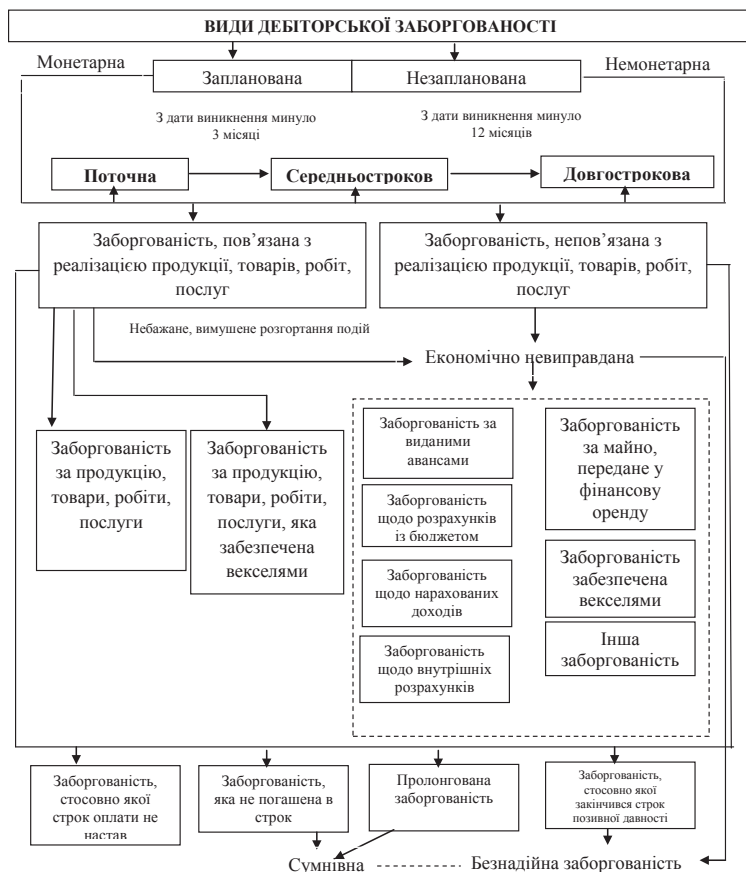 ВИДИ ДЕБІТОРСЬКОЇ ЗАБОРГОВАНОСТІ
Монетарна
Запланована
Незапланована
Немонетарна
З дати виникнення минуло
3 місяці
З дати виникнення минуло
12 місяців
Поточна
Середньостроков
Довгострокова
Заборгованість, пов’язана з
реалізацією продукції, товарів, робіт,
послуг
Заборгованість, непов’язана з
реалізацією продукції, товарів, робіт,
послуг
Небажане, вимушене розгортання подій
Економічно невиправдана
Заборгованість
за продукцію,
товари, робіти,
послуги
Заборгованість
за продукцію,
товари, робіти,
послуги, яка
забезпечена
векселями
Заборгованість за
виданими
авансами
Заборгованість
щодо розрахунків
із бюджетом
Заборгованість
щодо нарахованих
доходів
Заборгованість
щодо внутрішніх
розрахунків
Заборгованість
за майно,
передане у
фінансову
оренду
Заборгованість
забезпечена
векселями
Інша
заборгованість
Заборгованість,
стосовно якої
строк оплати не
настав
Заборгованість,
яка не погашена в
строк
Пролонгована
заборгованість
Заборгованість,
стосовно якої
закінчився строк
позивної давності
Сумнівна
Безнадійна заборгованість